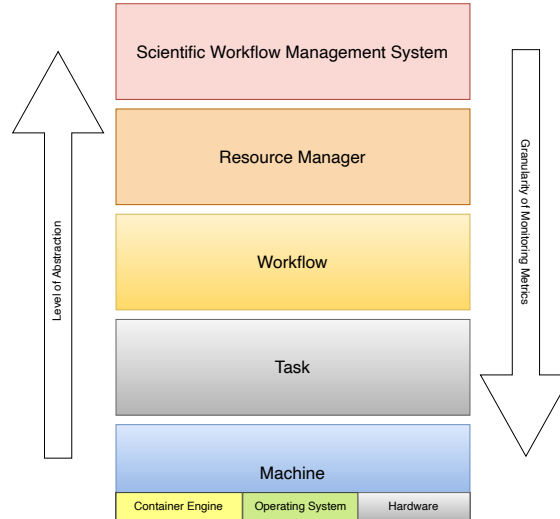 Scientific Workflow Management System
Resource Manager
Workflow
Task
Machine
Container Engine
Operating System
Hardware
Level of Abstraction
Granularity of Monitoring Metrics